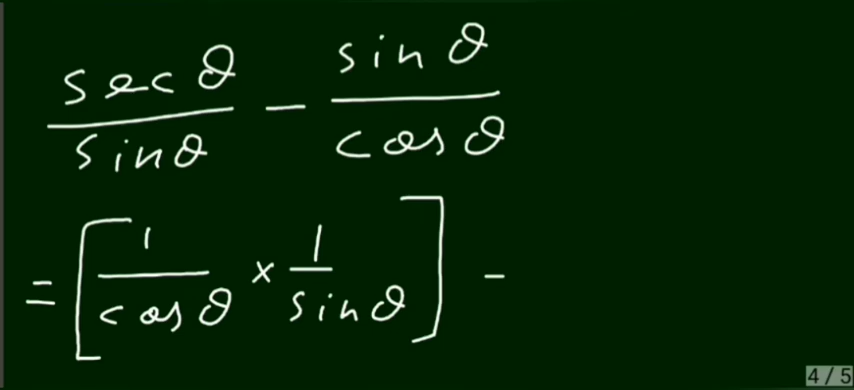 secθ/sinθ - sinθ/cosθ
= [1/cosθ × 1/sinθ] -
4 / 5